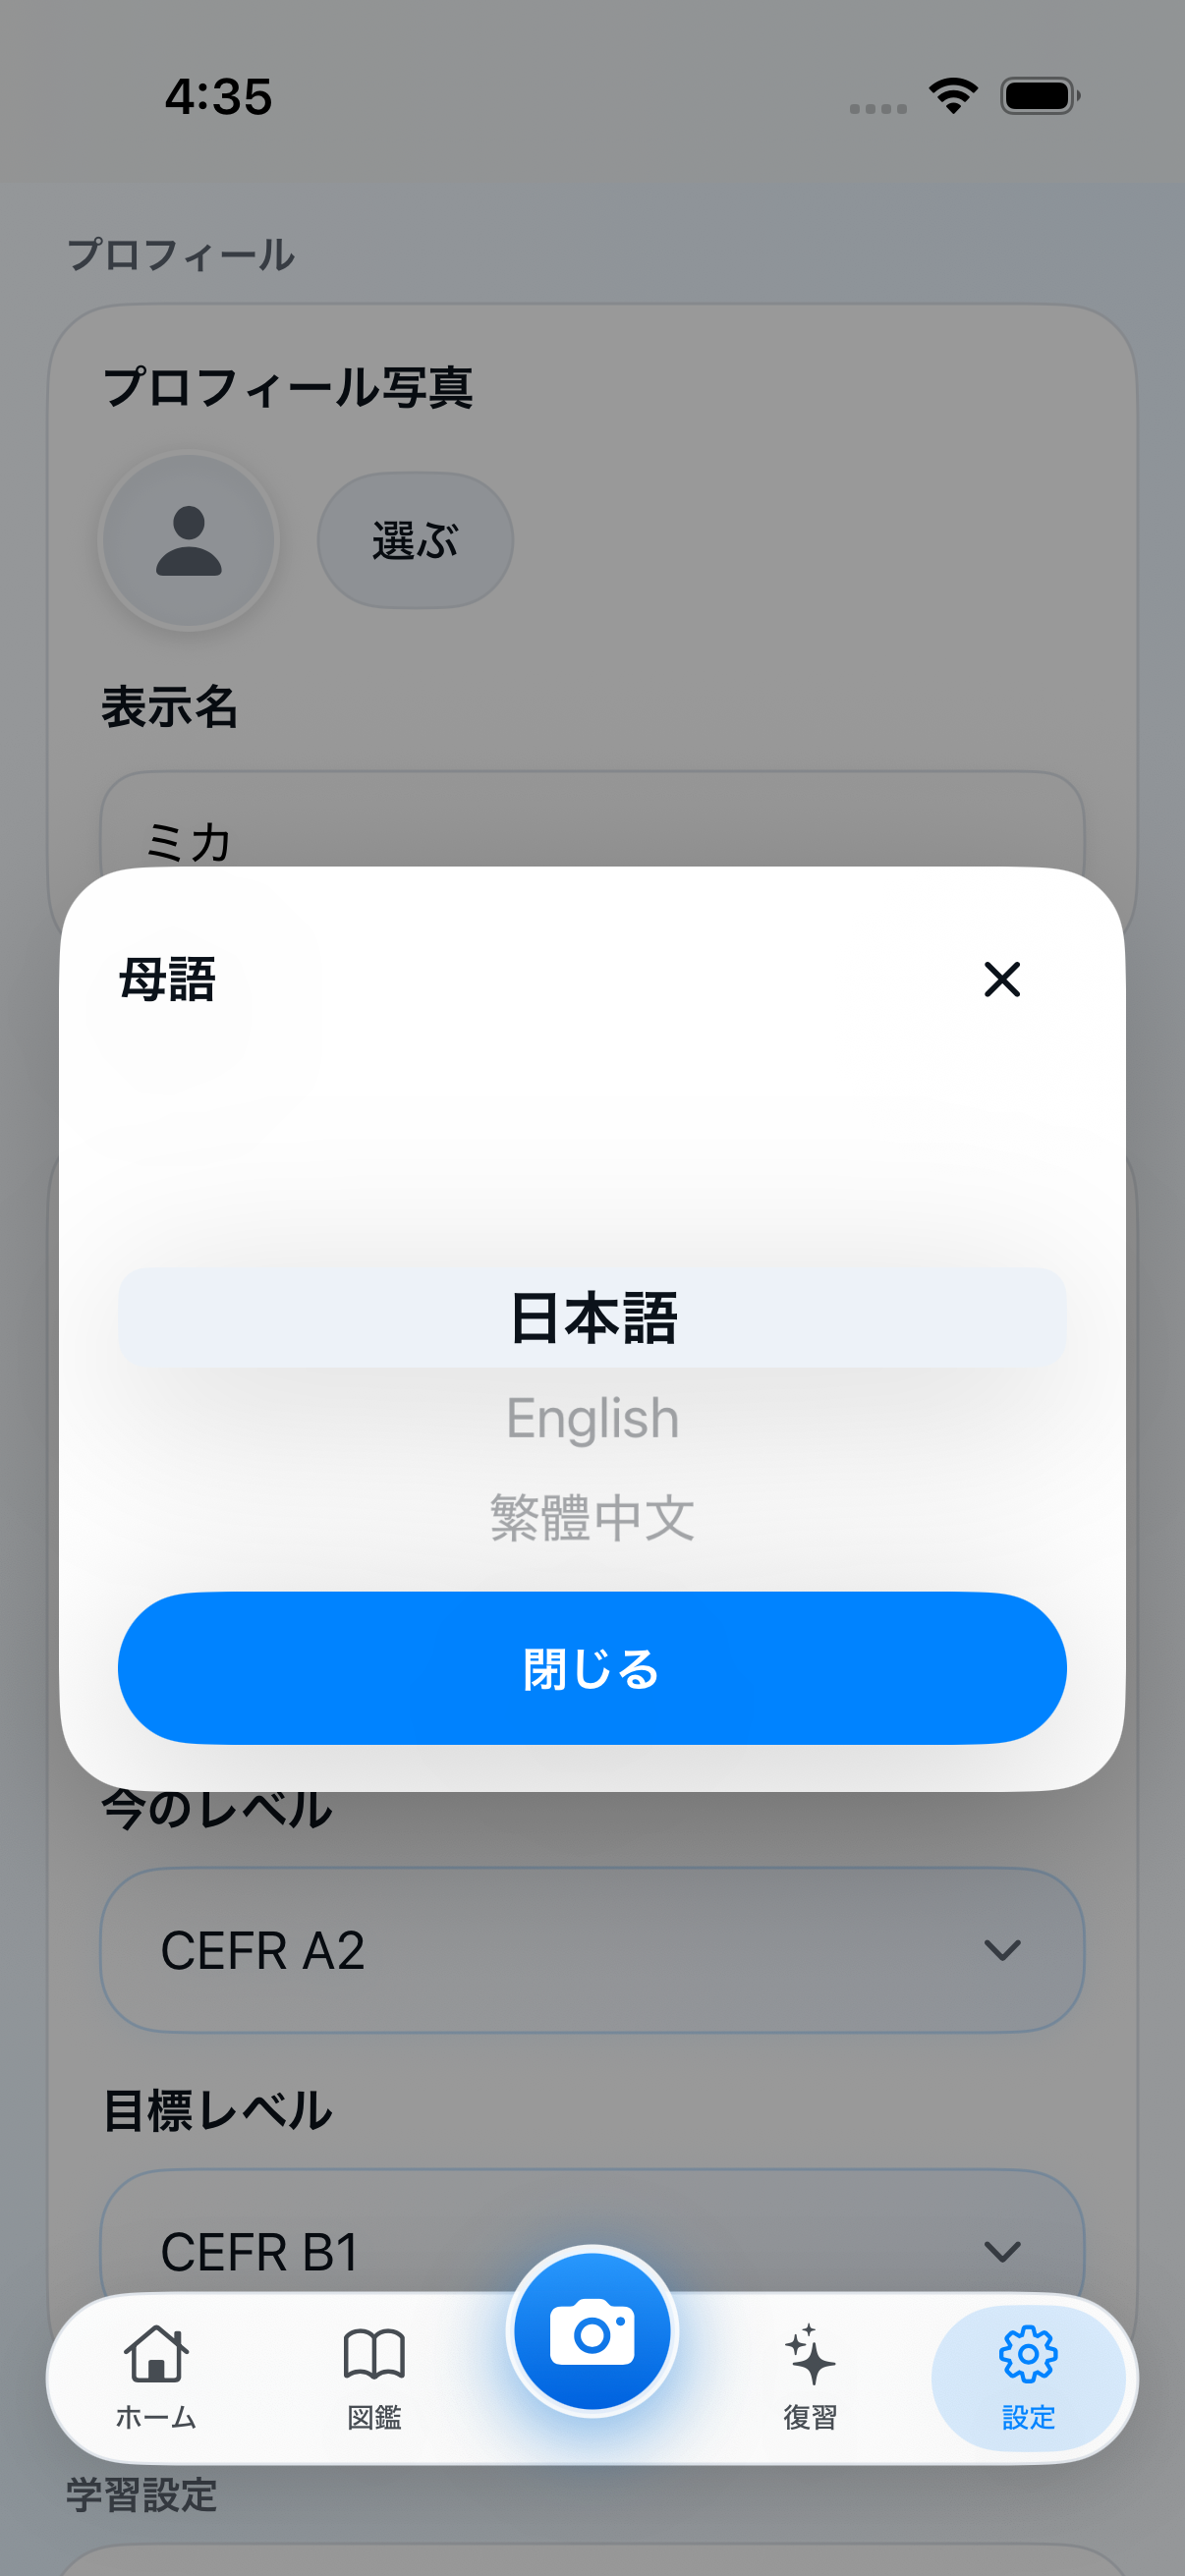 4:35
プロフィール
プロフィール写真
選ぶ
表示名
ミカ
母語
日本語
English
繁體中文
閉じる
今のレベル
CEFR A2
目標レベル
CEFR B1
ホーム
図鑑
復習
設定
学習設定